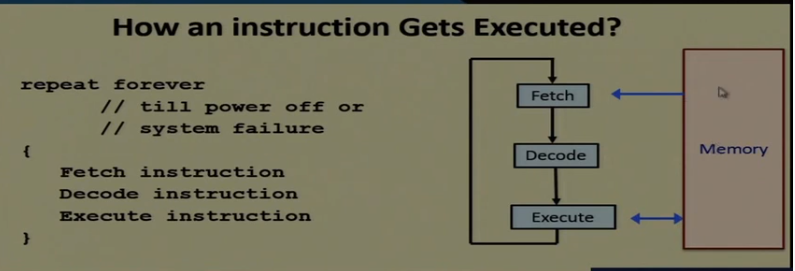 How an instruction Gets Executed?
repeat forever
// till power off or
// system failure
{
Fetch instruction
Decode instruction
Execute instruction
}
Fetch
Decode
Execute
Memory